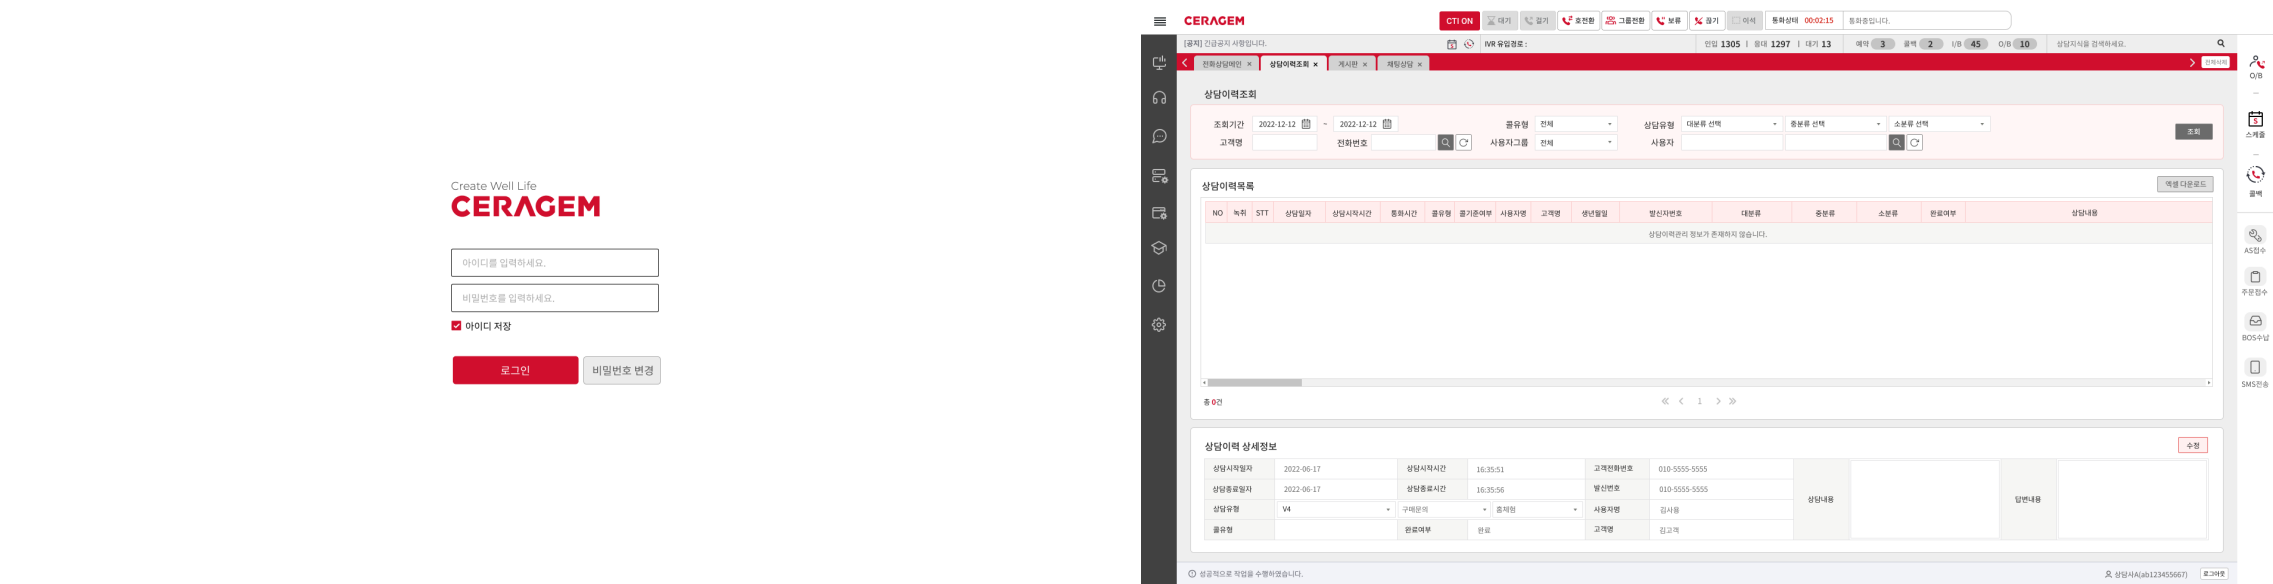 Create Well Life
CERAGEM
아이디를 입력하세요.
비밀번호를 입력하세요.
아이디 저장
로그인 비밀번호 변경
CERAGEM
CTI ON 대기 걸기 호전환 그룹전환 보류 끊기 이석 통화상태 00:02:15 통화중입니다.
[공지] 긴급공지 사항입니다. IVR 유입경로 : 인입 1305 | 응대 1297 | 대기 13 예약 3 콜백 2 I/B 45 O/B 10 상담지식을 검색하세요.
전화상담메인 × 상담이력조회 × 게시판 × 채팅상담 × 전체삭제
상담이력조회
조회기간 2022-12-12 ~ 2022-12-12 콜유형 전체 상담유형 대분류 선택 중분류 선택 소분류 선택
조회
고객명 전화번호 사용자그룹 전체 사용자
상담이력목록 엑셀 다운로드
NO 녹취 STT 상담일자 상담시작시간 통화시간 콜유형 콜기준여부 사용자명 고객명 생년월일 발신자번호 대분류 중분류 소분류 완료여부 상담내용
상담이력관리 정보가 존재하지 않습니다.
총 0건 1
상담이력 상세정보 수정
상담시작일자 2022-06-17 상담시작시간 16:35:51 고객전화번호 010-5555-5555
상담종료일자 2022-06-17 상담종료시간 16:35:56 발신번호 010-5555-5555
상담내용 답변내용
상담유형 V4 구매문의 홈체험 사용자명 김사용
콜유형 완료여부 완료 고객명 김고객
성공적으로 작업을 수행하였습니다. 상담사A(ab123455667) 로그아웃
O/B
5
스케줄
콜백
AS접수
주문접수
BOS수납
SMS전송